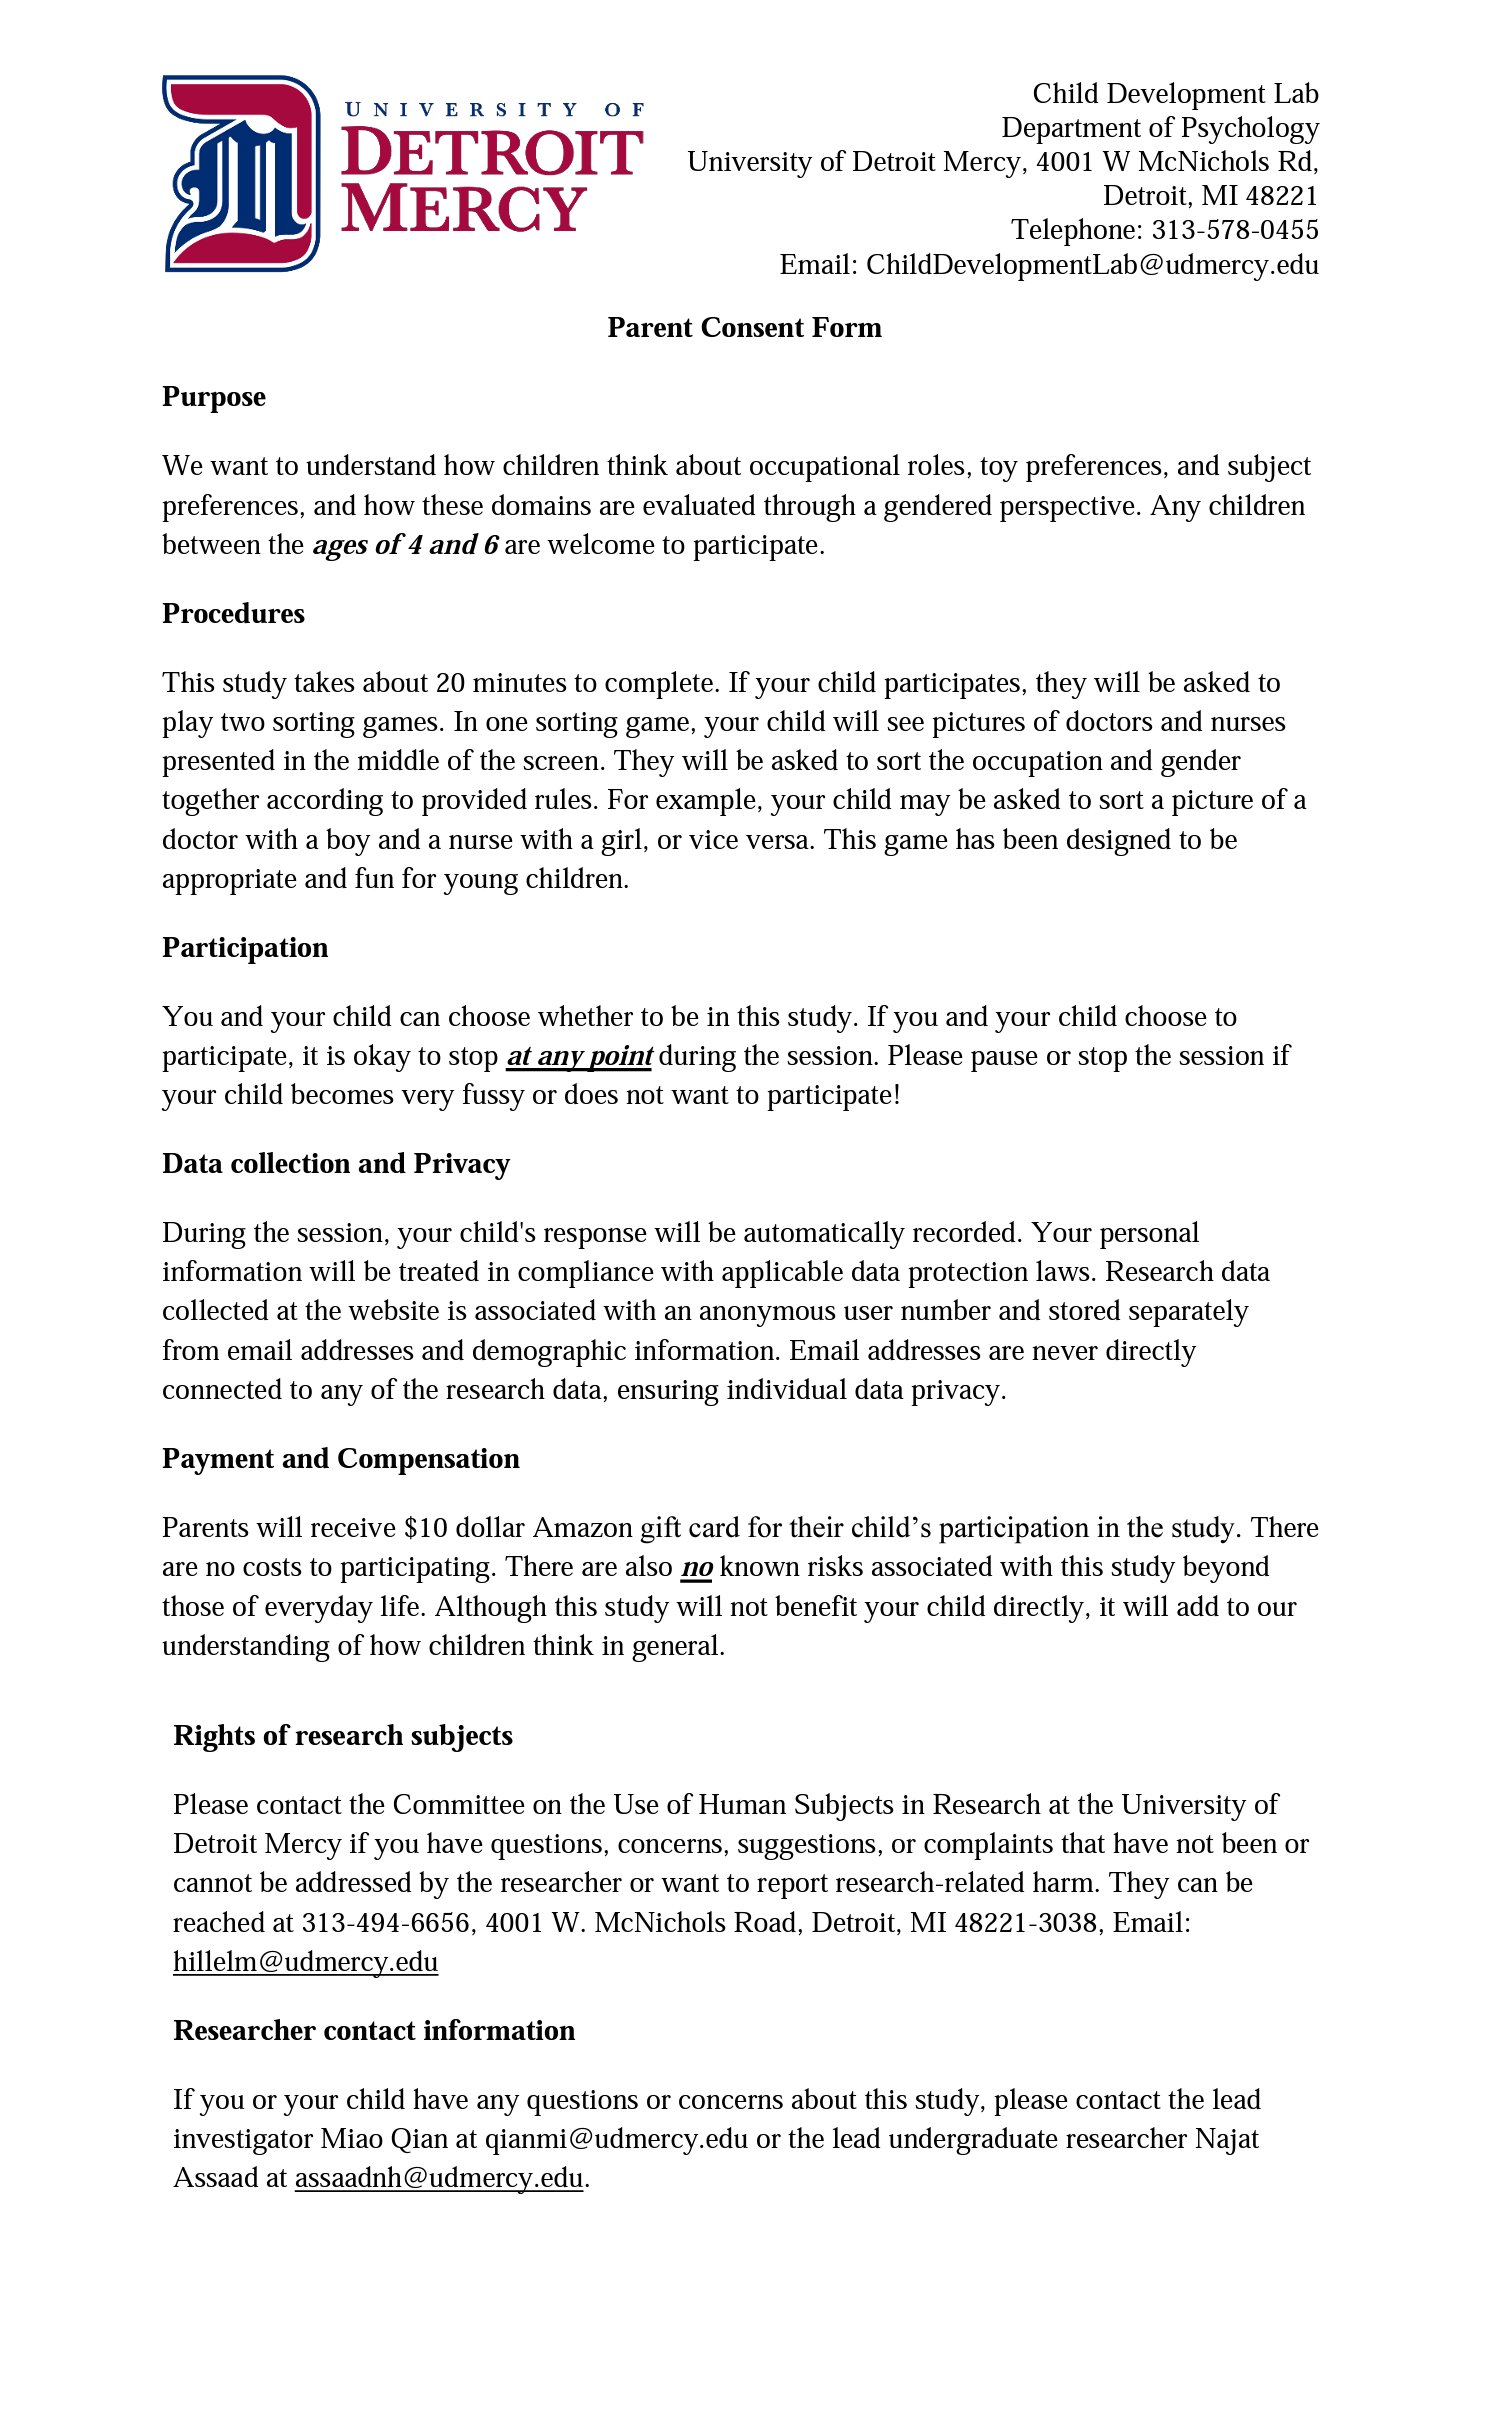 UNIVERSITY OF
DETROIT
MERCY
Child Development Lab
Department of Psychology
University of Detroit Mercy, 4001 W McNichols Rd,
Detroit, MI 48221
Telephone: 313-578-0455
Email: ChildDevelopmentLab@udmercy.edu
Parent Consent Form
Purpose
We want to understand how children think about occupational roles, toy preferences, and subject
preferences, and how these domains are evaluated through a gendered perspective. Any children
between the ages of 4 and 6 are welcome to participate.
Procedures
This study takes about 20 minutes to complete. If your child participates, they will be asked to
play two sorting games. In one sorting game, your child will see pictures of doctors and nurses
presented in the middle of the screen. They will be asked to sort the occupation and gender
together according to provided rules. For example, your child may be asked to sort a picture of a
doctor with a boy and a nurse with a girl, or vice versa. This game has been designed to be
appropriate and fun for young children.
Participation
You and your child can choose whether to be in this study. If you and your child choose to
participate, it is okay to stop at any point during the session. Please pause or stop the session if
your child becomes very fussy or does not want to participate!
Data collection and Privacy
During the session, your child's response will be automatically recorded. Your personal
information will be treated in compliance with applicable data protection laws. Research data
collected at the website is associated with an anonymous user number and stored separately
from email addresses and demographic information. Email addresses are never directly
connected to any of the research data, ensuring individual data privacy.
Payment and Compensation
Parents will receive $10 dollar Amazon gift card for their child’s participation in the study. There
are no costs to participating. There are also no known risks associated with this study beyond
those of everyday life. Although this study will not benefit your child directly, it will add to our
understanding of how children think in general.
Rights of research subjects
Please contact the Committee on the Use of Human Subjects in Research at the University of
Detroit Mercy if you have questions, concerns, suggestions, or complaints that have not been or
cannot be addressed by the researcher or want to report research-related harm. They can be
reached at 313-494-6656, 4001 W. McNichols Road, Detroit, MI 48221-3038, Email:
hillelm@udmercy.edu
Researcher contact information
If you or your child have any questions or concerns about this study, please contact the lead
investigator Miao Qian at qianmi@udmercy.edu or the lead undergraduate researcher Najat
Assaad at assaadnh@udmercy.edu.